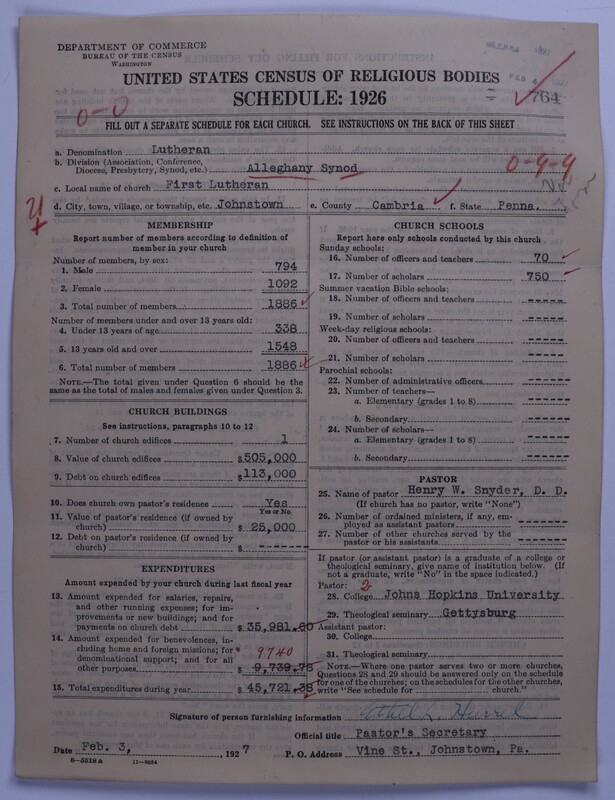 DEPARTMENT OF COMMERCE
BUREAU OF THE CENSUS
WASHINGTON
UNITED STATES CENSUS OF RELIGIOUS BODIES
SCHEDULE: 1926
764
0-0
FILL OUT A SEPARATE SCHEDULE FOR EACH CHURCH. SEE INSTRUCTIONS ON THE BACK OF THIS SHEET
a. Denomination Lutheran
b. Division (Association, Conference, Diocese, Presbytery, Synod, etc.) Alleghany Synod
0-9-9
c. Local name of church First Lutheran
d. City, town, village, or township, etc. Johnstown e. County Cambria f. State Penna.
MEMBERSHIP
Report number of members according to definition of
member in your church
Number of members, by sex:
1. Male 794
2. Female 1092
3. Total number of members 1886
Number of members under and over 13 years old:
4. Under 13 years of age 338
5. 13 years old and over 1548
6. Total number of members 1886
NOTE.—The total given under Question 6 should be
same as the total of males and females given under Question 3.
CHURCH BUILDINGS
See instructions, paragraphs 10 to 12
7. Number of church edifices 1
8. Value of church edifices $505,000
9. Debt on church edifices $113,000
10. Does church own pastor's residence Yes
Yes or No.
11. Value of pastor's residence (if owned by
church) $ 25,000
12. Debt on pastor's residence (if owned by
church) $ -------
EXPENDITURES
Amount expended by your church during last fiscal year
13. Amount expended for salaries, repairs,
and other running expenses; for im-
provements or new buildings; and for
payments on church debt $ 35,981.60
14. Amount expended for benevolences, in-
cluding home and foreign missions; for
denominational support; and for all
other purposes $ 9,739.78
9740
15. Total expenditures during year $ 45,721.38
CHURCH SCHOOLS
Report here only schools conducted by this church
Sunday schools:
16. Number of officers and teachers 70
17. Number of scholars 750
Summer vacation Bible schools:
18. Number of officers and teachers -----
19. Number of scholars -----
Week-day religious schools:
20. Number of officers and teachers -----
21. Number of scholars -----
Parochial schools:
22. Number of administrative officers -----
23. Number of teachers—
a. Elementary (grades 1 to 8) -----
b. Secondary -----
24. Number of scholars—
a. Elementary (grades 1 to 8) -----
b. Secondary -----
PASTOR
25. Name of pastor Henry W. Snyder, D. D.
(If church has no pastor, write "None")
26. Number of ordained ministers, if any, em-
ployed as assistant pastors -------
27. Number of other churches served by the
pastor or his assistants -------
If pastor (or assistant pastor) is a graduate of a college or
theological seminary, give name of institution below. (If
not a graduate, write "No" in the space indicated.)
Pastor: 2
28. College Johns Hopkins University
29. Theological seminary Gettysburg
Assistant pastor:
30. College
31. Theological seminary
NOTE.—Where one pastor serves two or more churches,
Questions 28 and 29 should be answered only on the schedule
for one of the churches; on the schedules for the other churches,
write "See schedule for church."
Signature of person furnishing information
Official title Pastor's Secretary
Date Feb. 3, 1927 P. O. Address Vine St., Johnstown, Pa.
8—5518 a 11—9324